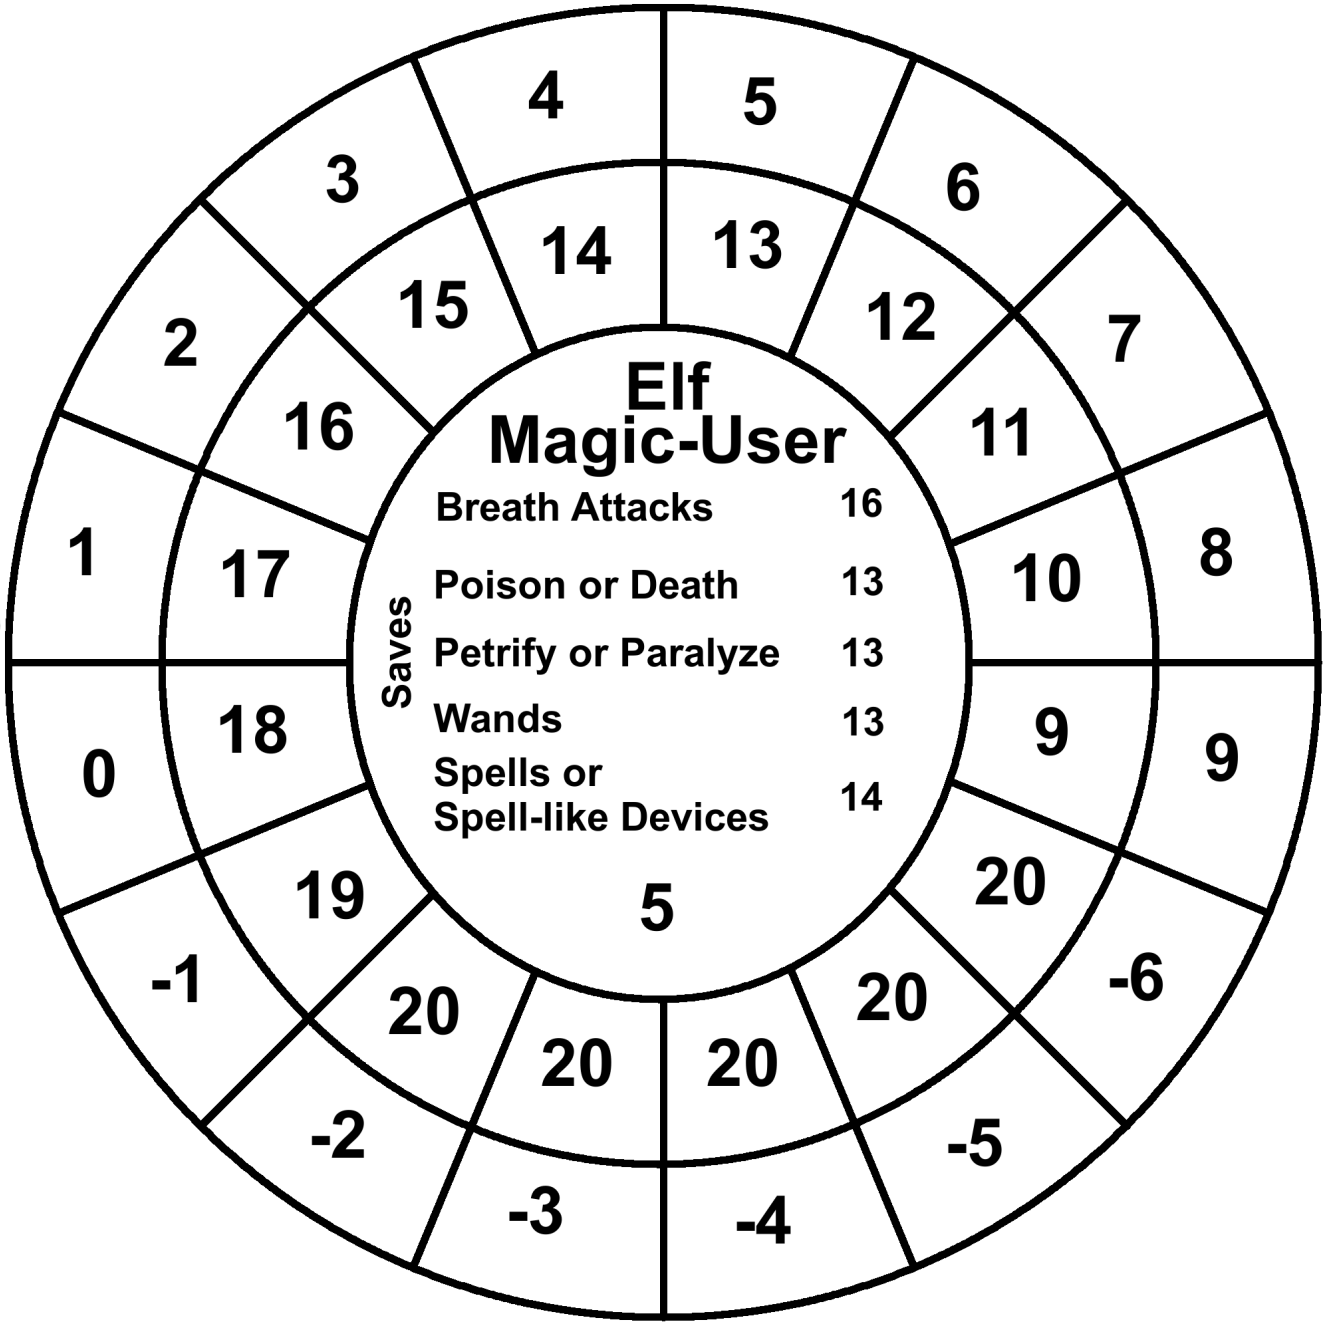 4 5
3 6
14 13
15 12
2 7
16 11
Elf
Magic-User
Breath Attacks 16
1 8
17 10
Poison or Death 13
Saves
Petrify or Paralyze 13
Wands 13
18 9
0 9
Spells or
Spell-like Devices 14
19 20
5
-1 -6
20 20
20 20
-2 -5
-3 -4